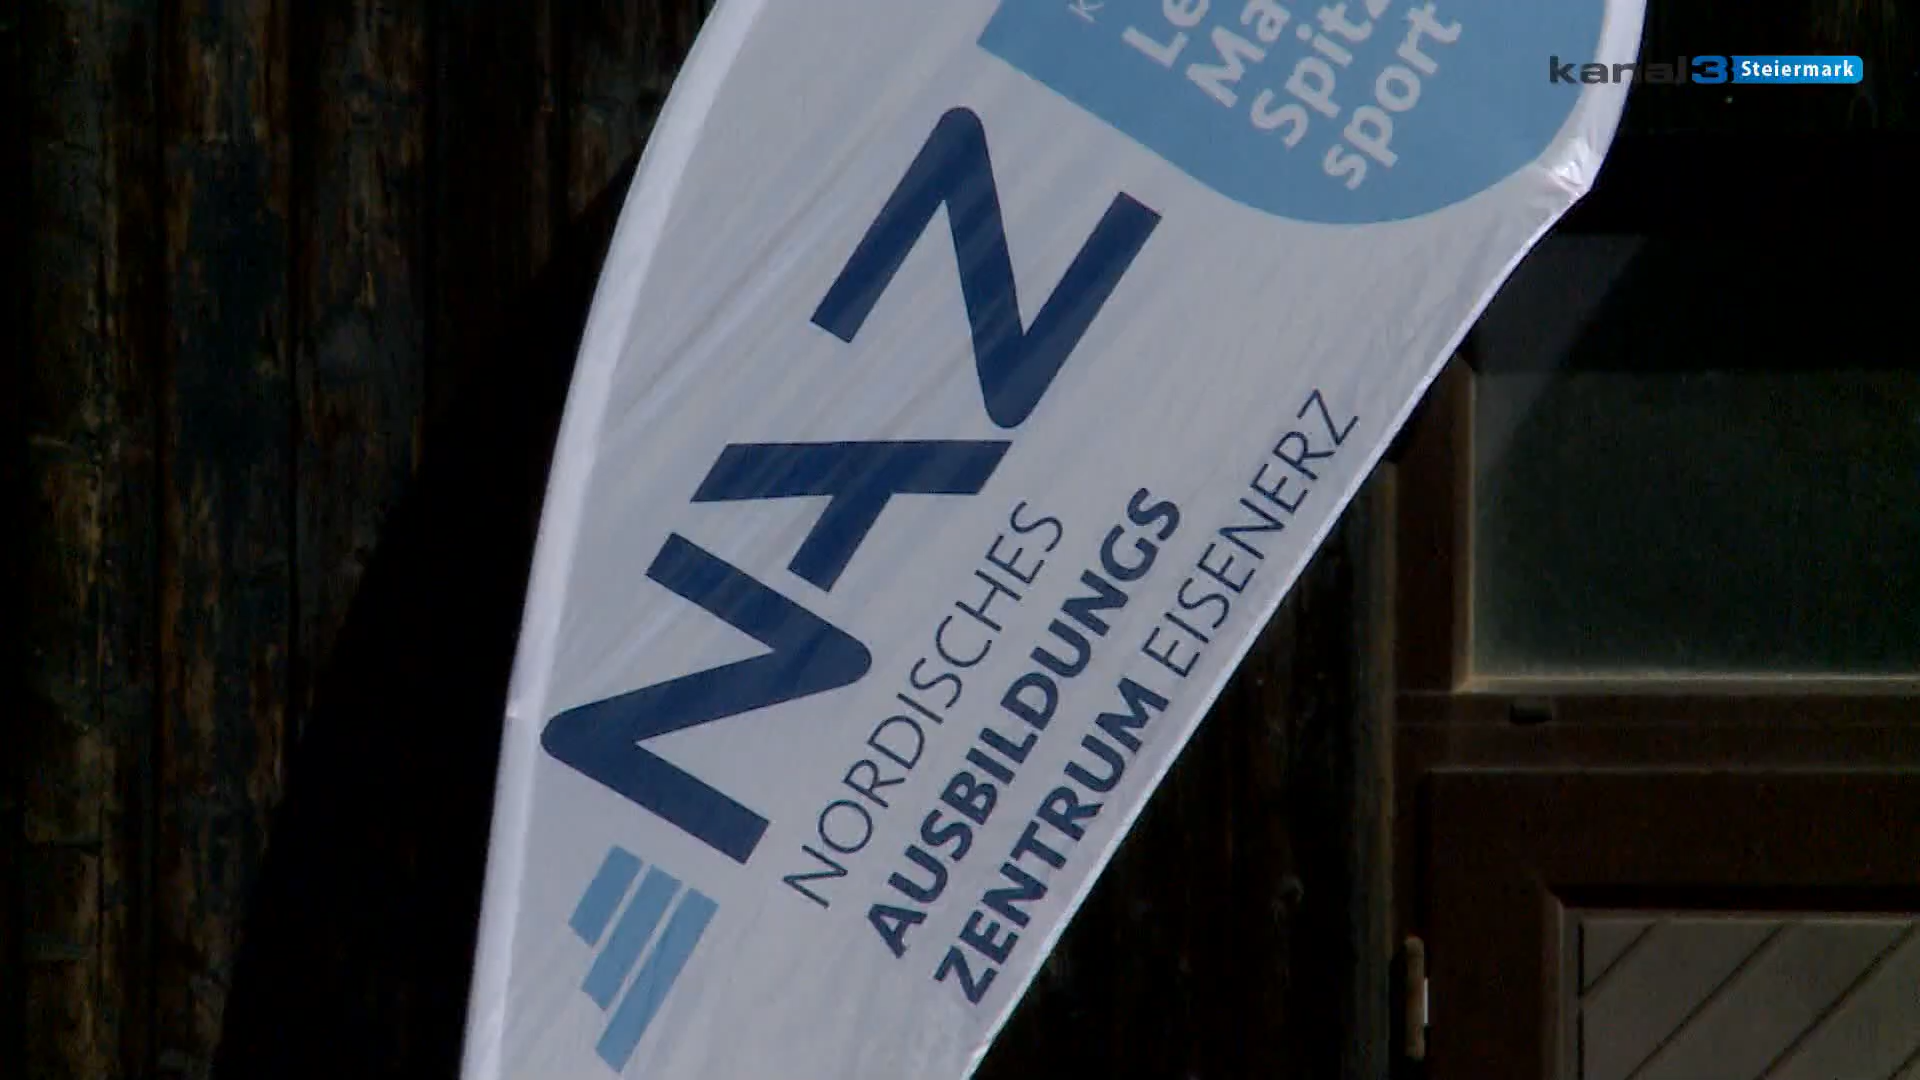 sport
kanal3 Steiermark
NAZ
NORDISCHES
AUSBILDUNGS
ZENTRUM EISENERZ